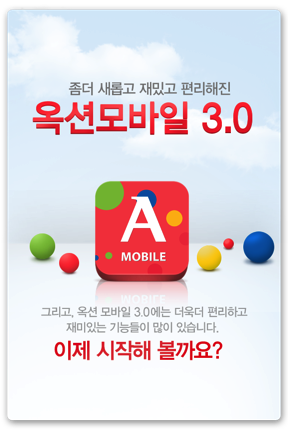 좀더 새롭고 재밌고 편리해진
옥션모바일 3.0
A
MOBILE
그리고, 옥션 모바일 3.0에는 더욱더 편리하고
재미있는 기능들이 많이 있습니다.
이제 시작해 볼까요?